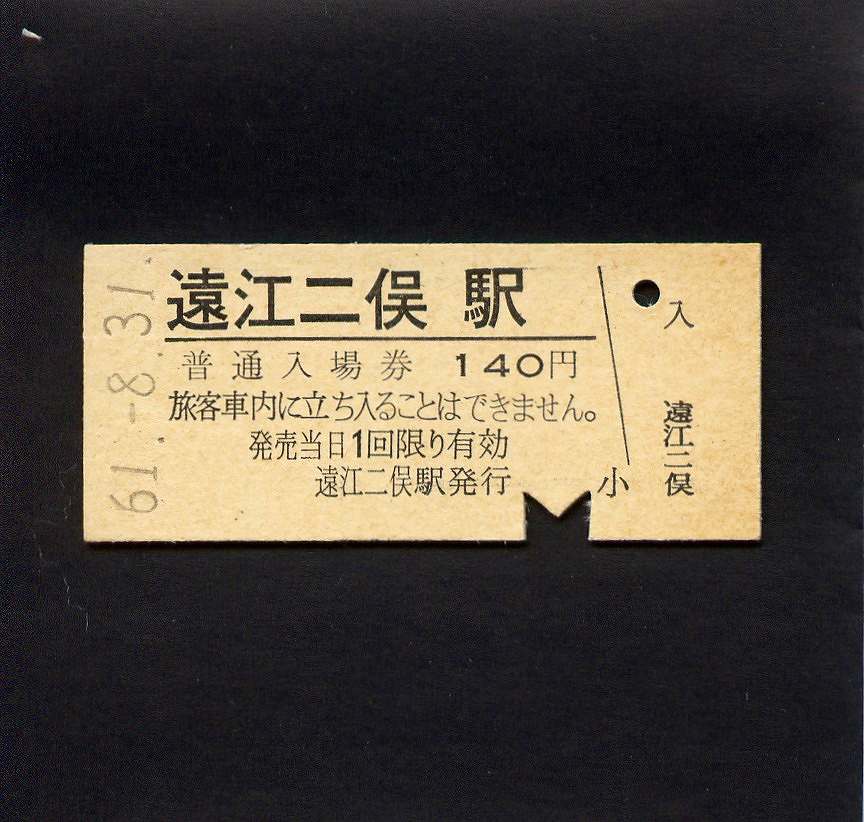 遠江二俣 駅
普通入場券 140円
旅客車内に立ち入ることはできません。
発売当日1回限り有効
遠江二俣駅発行
小
入
遠江二俣
61.-8.31.